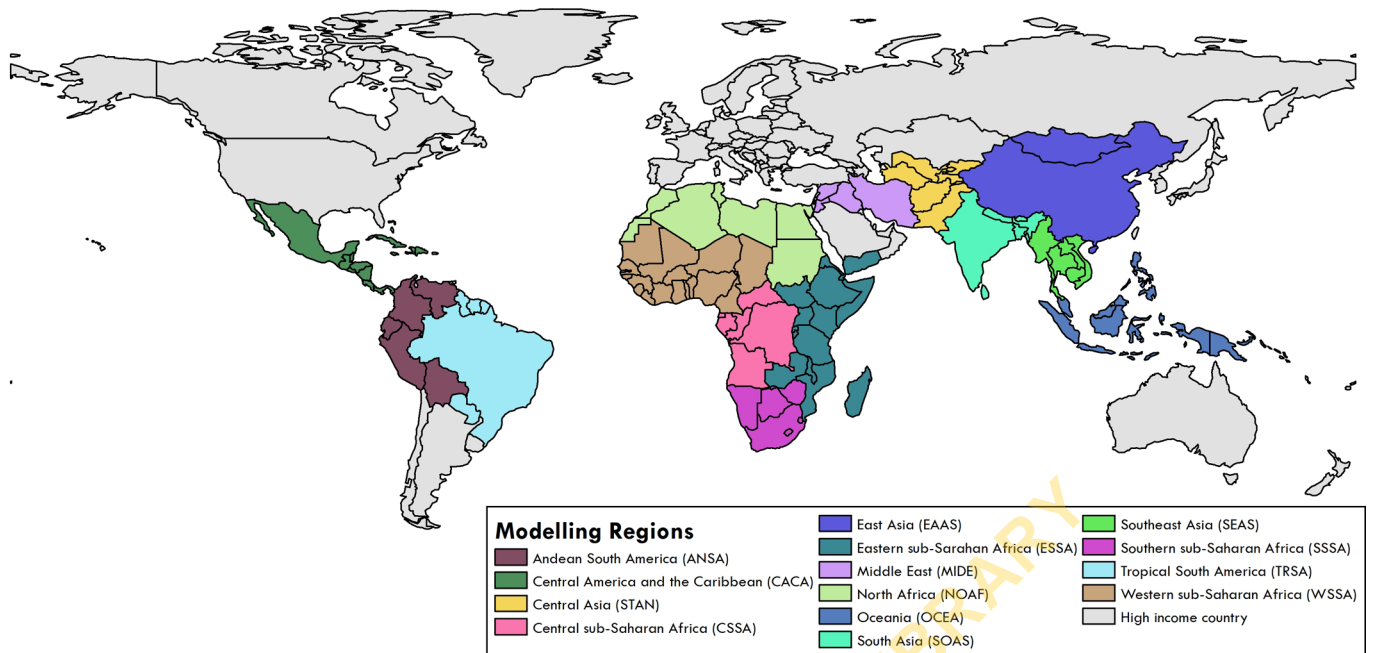 Modelling Regions
Andean South America (ANSA)
Central America and the Caribbean (CACA)
Central Asia (STAN)
Central sub-Saharan Africa (CSSA)
East Asia (EAAS)
Eastern sub-Sarahan Africa (ESSA)
Middle East (MIDE)
North Africa (NOAF)
Oceania (OCEA)
South Asia (SOAS)
Southeast Asia (SEAS)
Southern sub-Saharan Africa (SSSA)
Tropical South America (TRSA)
Western sub-Saharan Africa (WSSA)
High income country
BRARY